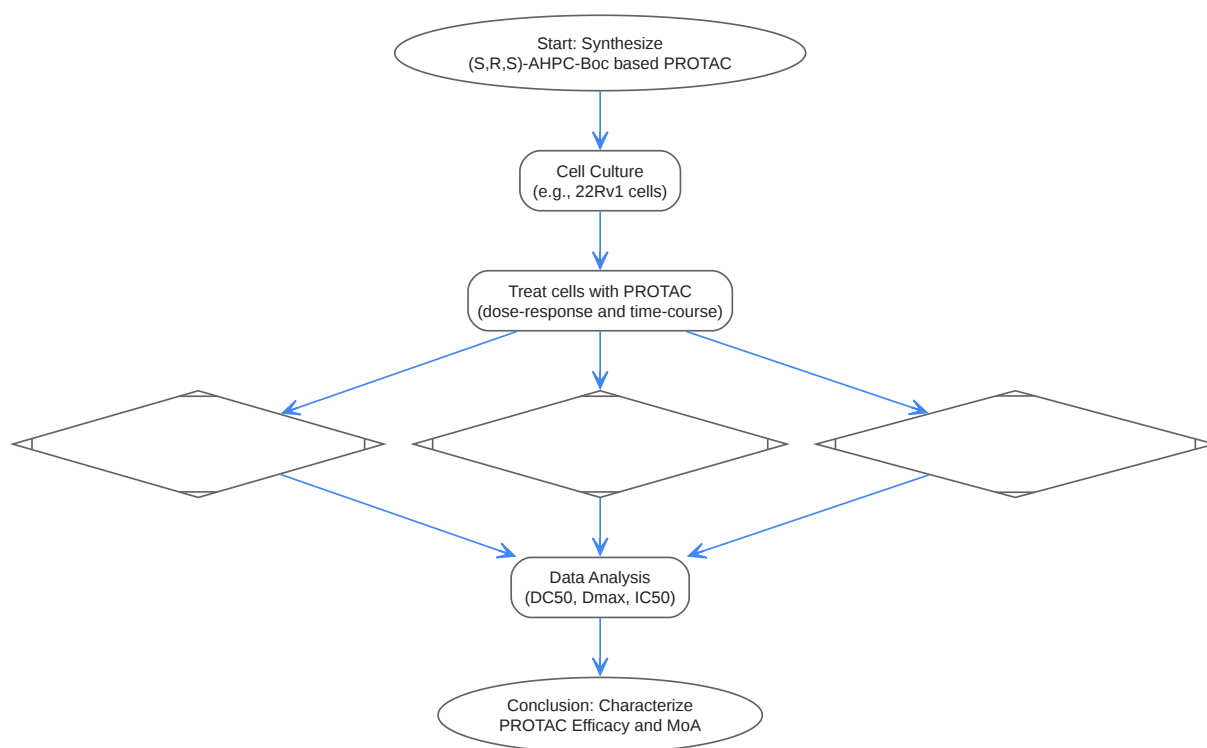 Start: Synthesize
(S,R,S)-AHPC-Boc based PROTAC
Cell Culture
(e.g., 22Rv1 cells)
Treat cells with PROTAC
(dose-response and time-course)
Data Analysis
(DC50, Dmax, IC50)
Conclusion: Characterize
PROTAC Efficacy and MoA